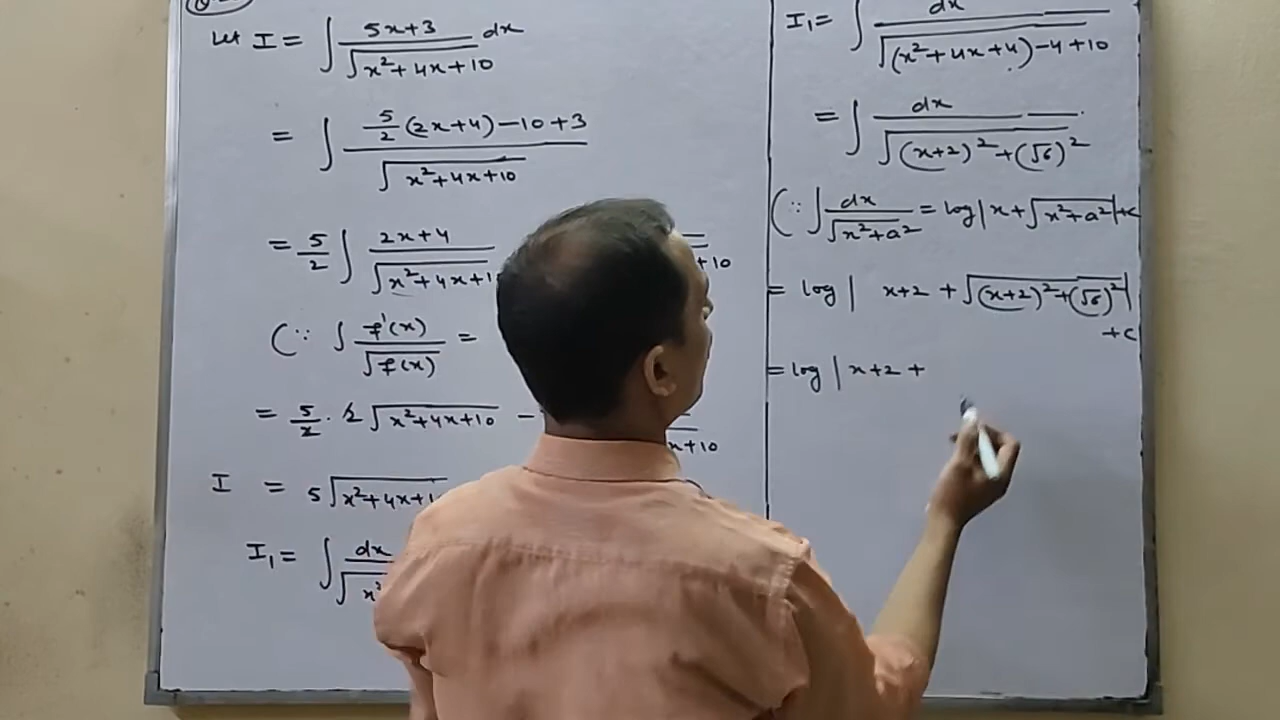 Let I = ∫ 5x+3 / √x²+4x+10 dx
= ∫ 5/2 (2x+4) −10+3 / √x²+4x+10
= 5/2 ∫ 2x+4 / √x²+4x+1 +10
(∵ ∫ f'(x) / √f(x) =
= 5/2 · 2 √x²+4x+10 − x+10
I = 5 √x²+4x+1
I₁ = ∫ dx / √x²
I₁ = ∫ dx / √(x²+4x+4)−4+10
= ∫ dx / √(x+2)²+(√6)²
(∵ ∫ dx / √x²+a² = log|x+√x²+a²|+c
= log| x+2 + √(x+2)²+(√6)²|
+c
= log| x+2 +